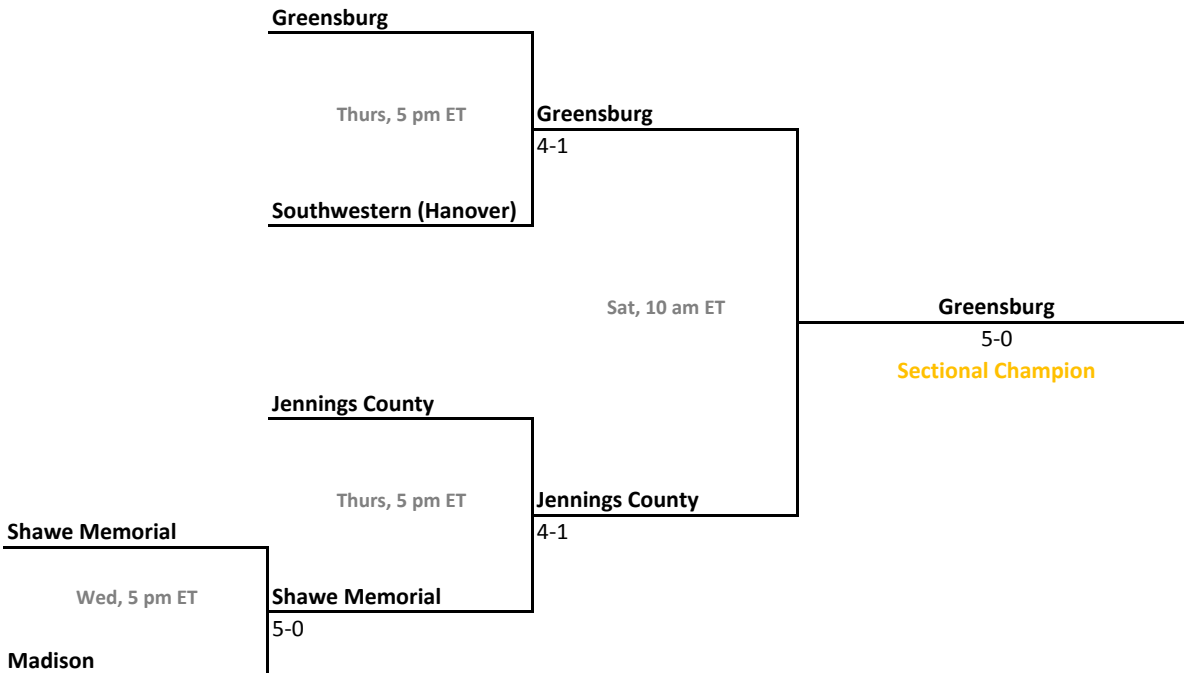 Greensburg
Thurs, 5 pm ET
Greensburg
4-1
Southwestern (Hanover)
Sat, 10 am ET
Greensburg
5-0
Sectional Champion
Jennings County
Thurs, 5 pm ET
Jennings County
4-1
Shawe Memorial
Wed, 5 pm ET
Shawe Memorial
5-0
Madison